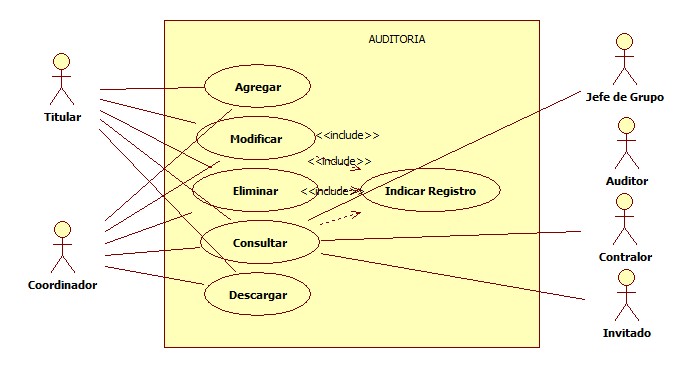 AUDITORIA
Titular
Agregar
Jefe de Grupo
Modificar
<<include>>
<<include>>
Auditor
Eliminar
<<include>>
Indicar Registro
Consultar
Contralor
Coordinador
Descargar
Invitado